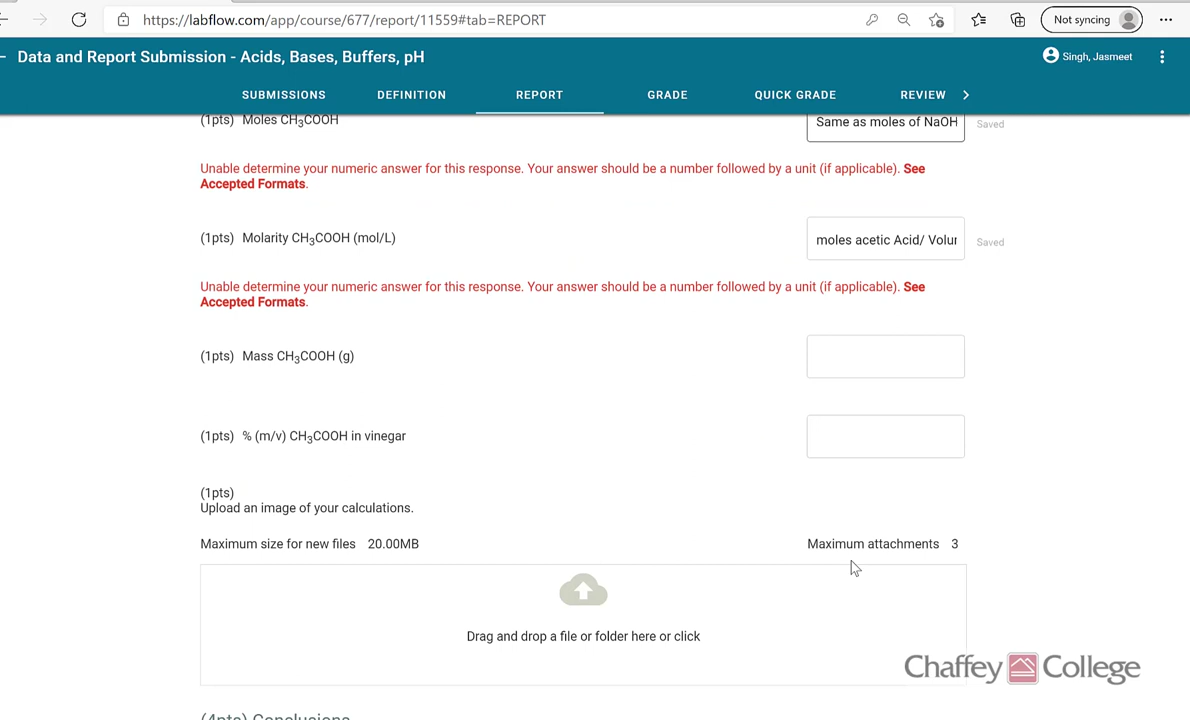 https://labflow.com/app/course/677/report/11559#tab=REPORT
Not syncing
Data and Report Submission - Acids, Bases, Buffers, pH
Singh, Jasmeet
SUBMISSIONS DEFINITION REPORT GRADE QUICK GRADE REVIEW
(1pts) Moles CH₃COOH
Same as moles of NaOH
Saved
Unable determine your numeric answer for this response. Your answer should be a number followed by a unit (if applicable). See
Accepted Formats.
(1pts) Molarity CH₃COOH (mol/L)
moles acetic Acid/ Volur
Saved
Unable determine your numeric answer for this response. Your answer should be a number followed by a unit (if applicable). See
Accepted Formats.
(1pts) Mass CH₃COOH (g)
(1pts) % (m/v) CH₃COOH in vinegar
(1pts)
Upload an image of your calculations.
Maximum size for new files 20.00MB
Maximum attachments 3
Drag and drop a file or folder here or click
Chaffey College
(4pts) Conclusions